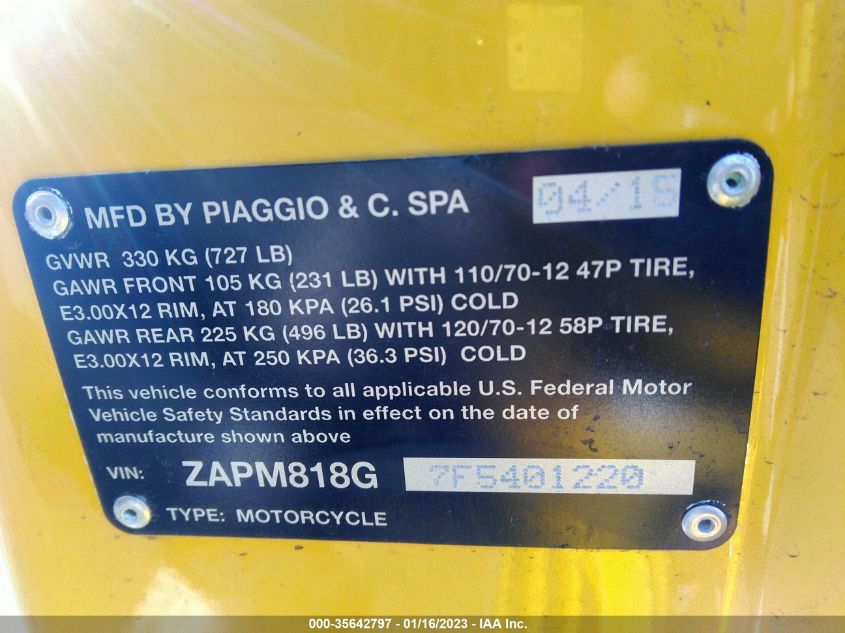 MFD BY PIAGGIO & C. SPA 04/15
GVWR 330 KG (727 LB)
GAWR FRONT 105 KG (231 LB) WITH 110/70-12 47P TIRE,
E3.00X12 RIM, AT 180 KPA (26.1 PSI) COLD
GAWR REAR 225 KG (496 LB) WITH 120/70-12 58P TIRE,
E3.00X12 RIM, AT 250 KPA (36.3 PSI) COLD
This vehicle conforms to all applicable U.S. Federal Motor
Vehicle Safety Standards in effect on the date of
manufacture shown above
VIN: ZAPM818G 7F5401220
TYPE: MOTORCYCLE
000-35642797 - 01/16/2023 - IAA Inc.